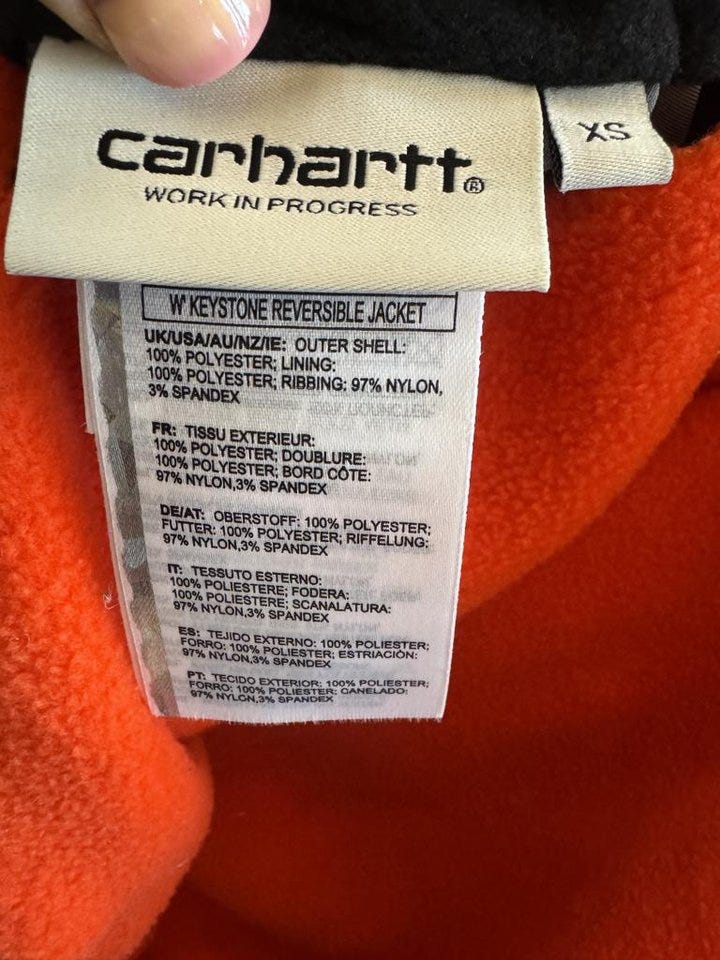 carhartt®
WORK IN PROGRESS
XS
W' KEYSTONE REVERSIBLE JACKET
UK/USA/AU/NZ/IE: OUTER SHELL:
100% POLYESTER; LINING:
100% POLYESTER; RIBBING: 97% NYLON,
3% SPANDEX
FR: TISSU EXTERIEUR:
100% POLYESTER; DOUBLURE:
100% POLYESTER; BORD CÔTE:
97% NYLON,3% SPANDEX
DE/AT: OBERSTOFF: 100% POLYESTER;
FUTTER: 100% POLYESTER; RIFFELUNG:
97% NYLON,3% SPANDEX
IT: TESSUTO ESTERNO:
100% POLIESTERE; FODERA:
100% POLIESTERE; SCANALATURA:
97% NYLON,3% SPANDEX
ES: TEJIDO EXTERNO: 100% POLIESTER;
FORRO: 100% POLIESTER; ESTRIACIÓN:
97% NYLON,3% SPANDEX
PT: TECIDO EXTERIOR: 100% POLIESTER;
FORRO: 100% POLIESTER; CANELADO:
97% NYLON,3% SPANDEX